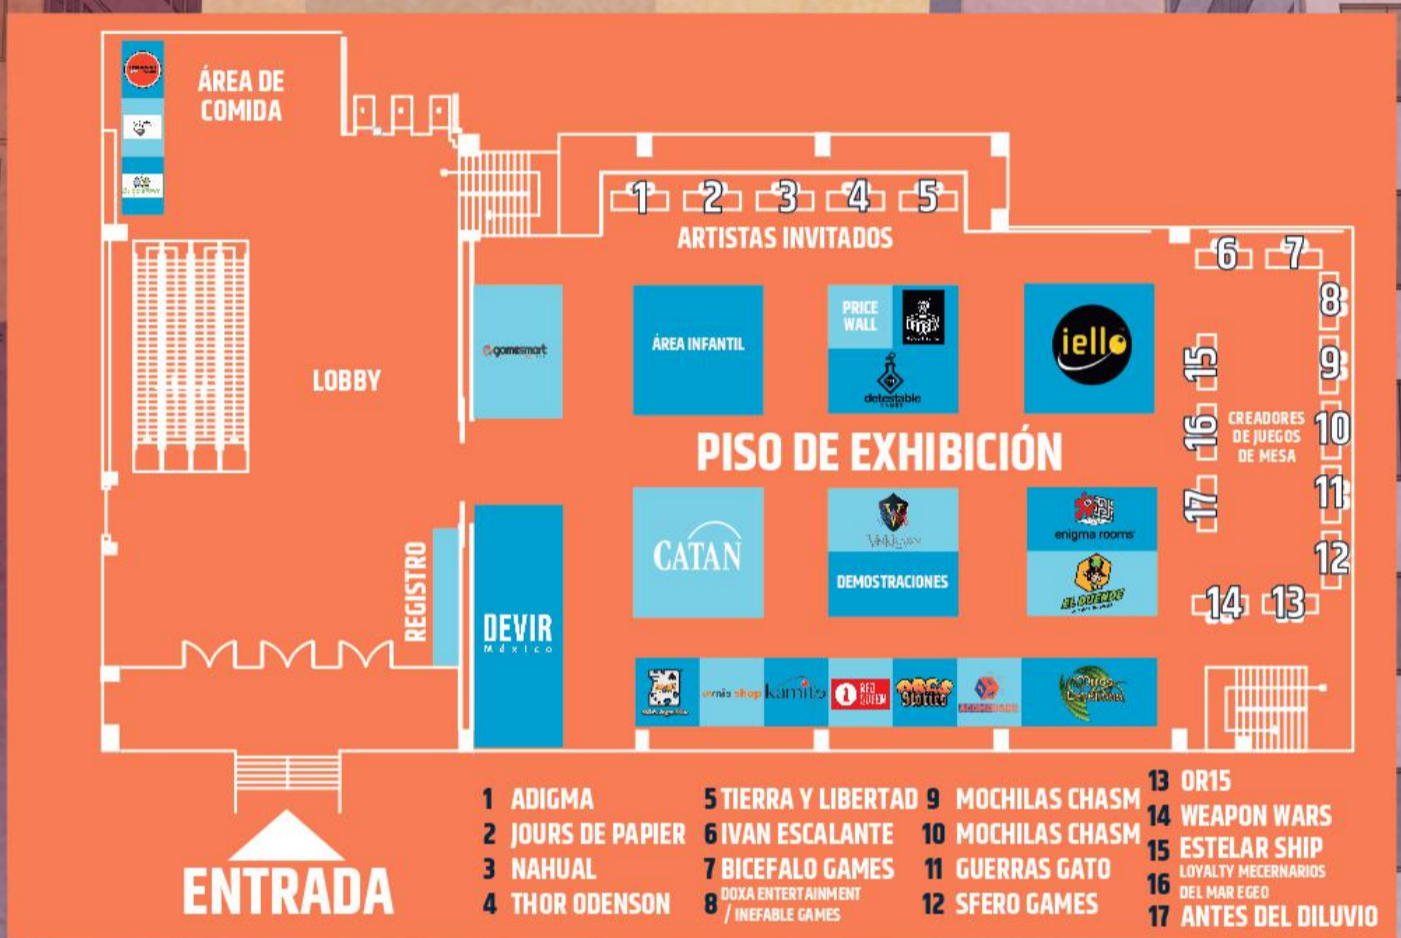 ÁREA DE
COMIDA
1 2 3 4 5
ARTISTAS INVITADOS
6 7
8
9
10
11
12
13
14
15
16
17
CREADORES
DE JUEGOS
DE MESA
gamesmart
ÁREA INFANTIL
PRICE
WALL
detestable
GAMES
iello
LOBBY
PISO DE EXHIBICIÓN
REGISTRO
DEVIR
México
CATAN
DEMOSTRACIONES
enigma rooms
EL DUENDE
shop
kamits
RED
QUEEN
Stories
ENTRADA
1 ADIGMA
2 JOURS DE PAPIER
3 NAHUAL
4 THOR ODENSON
5 TIERRA Y LIBERTAD
6 IVAN ESCALANTE
7 BICEFALO GAMES
8 DOXA ENTERTAINMENT
/ INEFABLE GAMES
9 MOCHILAS CHASM
10 MOCHILAS CHASM
11 GUERRAS GATO
12 SFERO GAMES
13 OR15
14 WEAPON WARS
15 ESTELAR SHIP
16 LOYALTY MECERNARIOS
DEL MAR EGEO
17 ANTES DEL DILUVIO